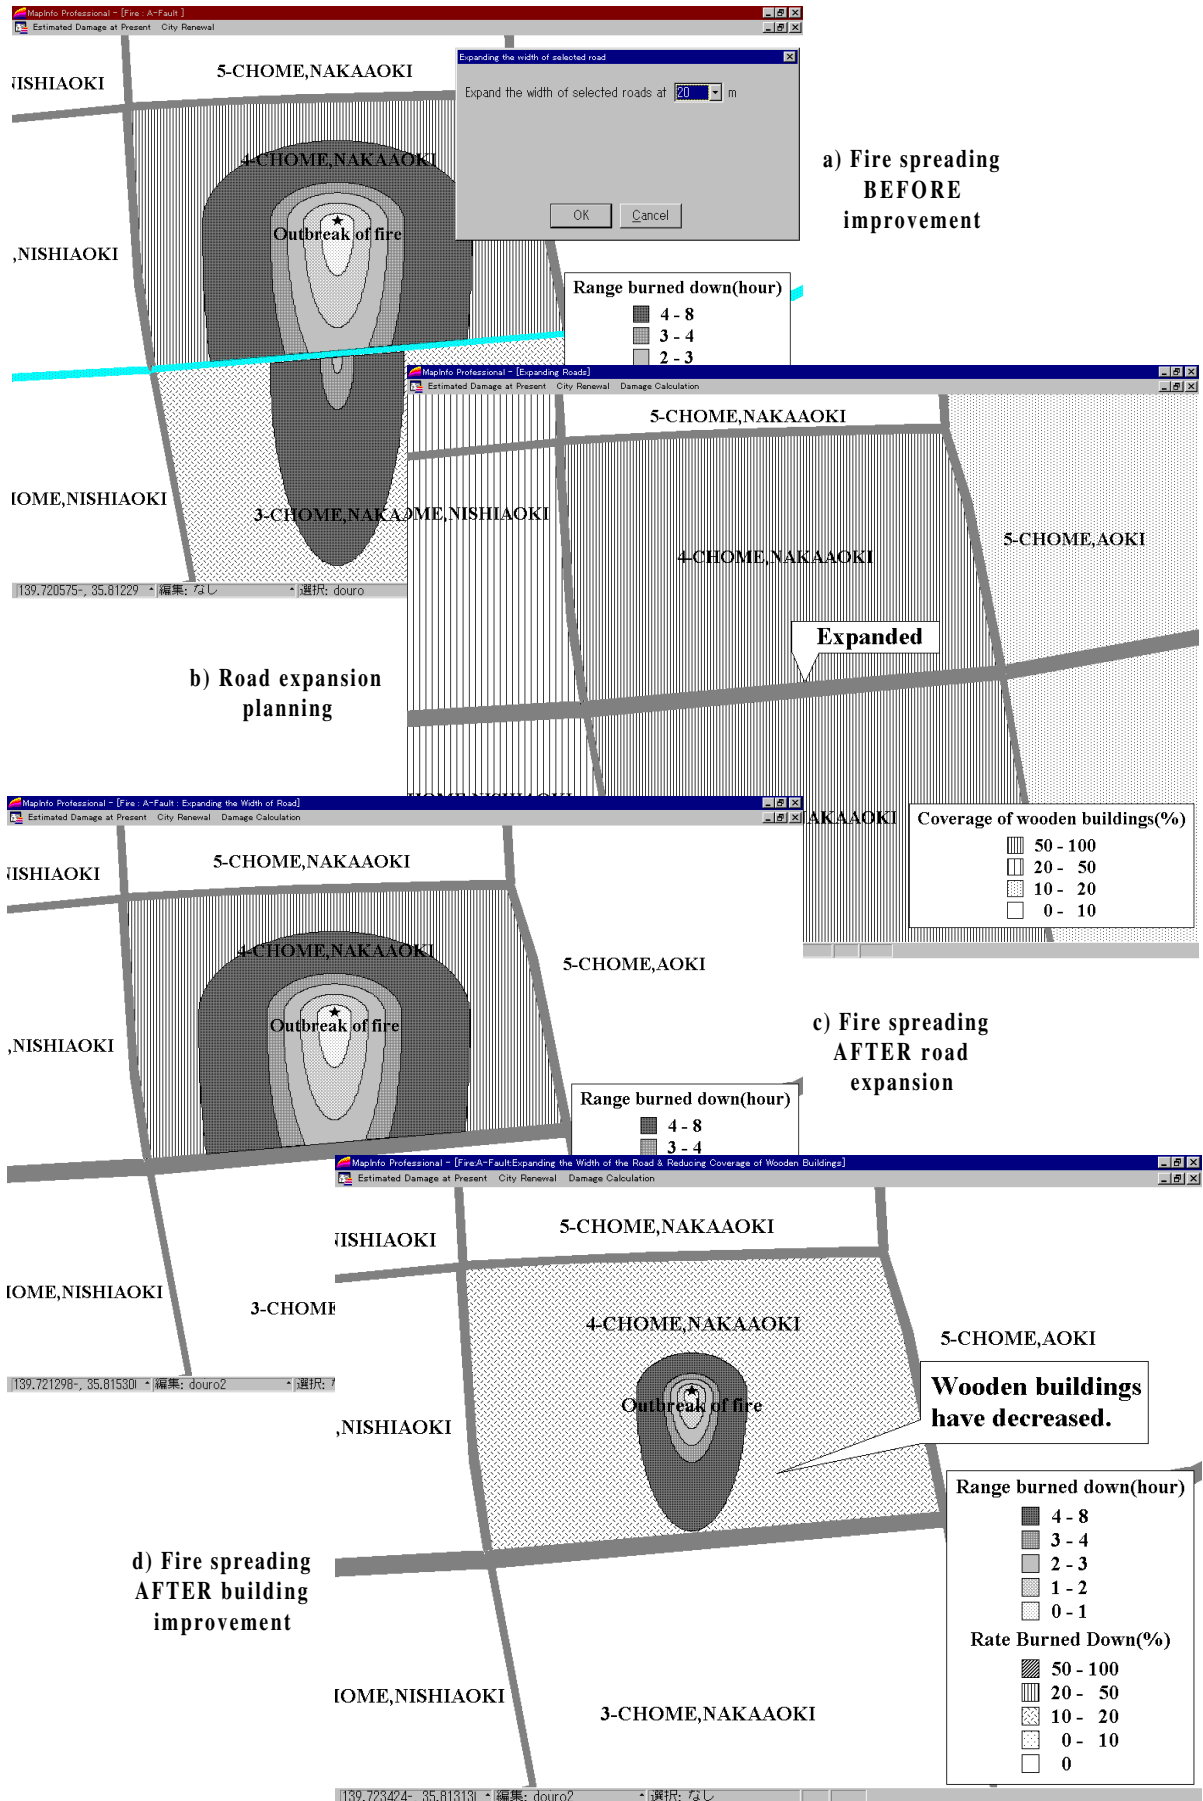 MapInfo Professional - [Fire : A-Fault ]
Estimated Damage at Present City Renewal
NISHIAOKI
5-CHOME,NAKAAOKI
Expanding the width of selected road
Expand the width of selected roads at 20 m
OK Cancel
4-CHOME,NAKAAOKI
Outbreak of fire
,NISHIAOKI
Range burned down(hour)
4 - 8
3 - 4
2 - 3
HOME,NISHIAOKI
3-CHOME,NAKA
139.720575-, 35.81229 編集: なし 選択: douro
a) Fire spreading
BEFORE
improvement
MapInfo Professional - [Expanding Roads]
Estimated Damage at Present City Renewal Damage Calculation
5-CHOME,NAKAAOKI
OME,NISHIAOKI
4-CHOME,NAKAAOKI
5-CHOME,AOKI
Expanded
HOME,NISHIAOKI
AKAAOKI
Coverage of wooden buildings(%)
50 - 100
20 - 50
10 - 20
0 - 10
b) Road expansion
planning
MapInfo Professional - [Fire : A-Fault : Expanding the Width of Road]
Estimated Damage at Present City Renewal Damage Calculation
NISHIAOKI
5-CHOME,NAKAAOKI
4-CHOME,NAKAAOKI
5-CHOME,AOKI
Outbreak of fire
,NISHIAOKI
Range burned down(hour)
4 - 8
3 - 4
HOME,NISHIAOKI
3-CHOME
139.721298-, 35.81530 編集: douro2 選択:
c) Fire spreading
AFTER road
expansion
MapInfo Professional - [Fire:A-Fault:Expanding the Width of the Road & Reducing Coverage of Wooden Buildings]
Estimated Damage at Present City Renewal Damage Calculation
NISHIAOKI
5-CHOME,NAKAAOKI
4-CHOME,NAKAAOKI
5-CHOME,AOKI
Outbreak of fire
Wooden buildings
have decreased.
,NISHIAOKI
Range burned down(hour)
4 - 8
3 - 4
2 - 3
1 - 2
0 - 1
Rate Burned Down(%)
50 - 100
20 - 50
10 - 20
0 - 10
0
HOME,NISHIAOKI
3-CHOME,NAKAAOKI
139.723424-, 35.81313 編集: douro2 選択: なし
d) Fire spreading
AFTER building
improvement